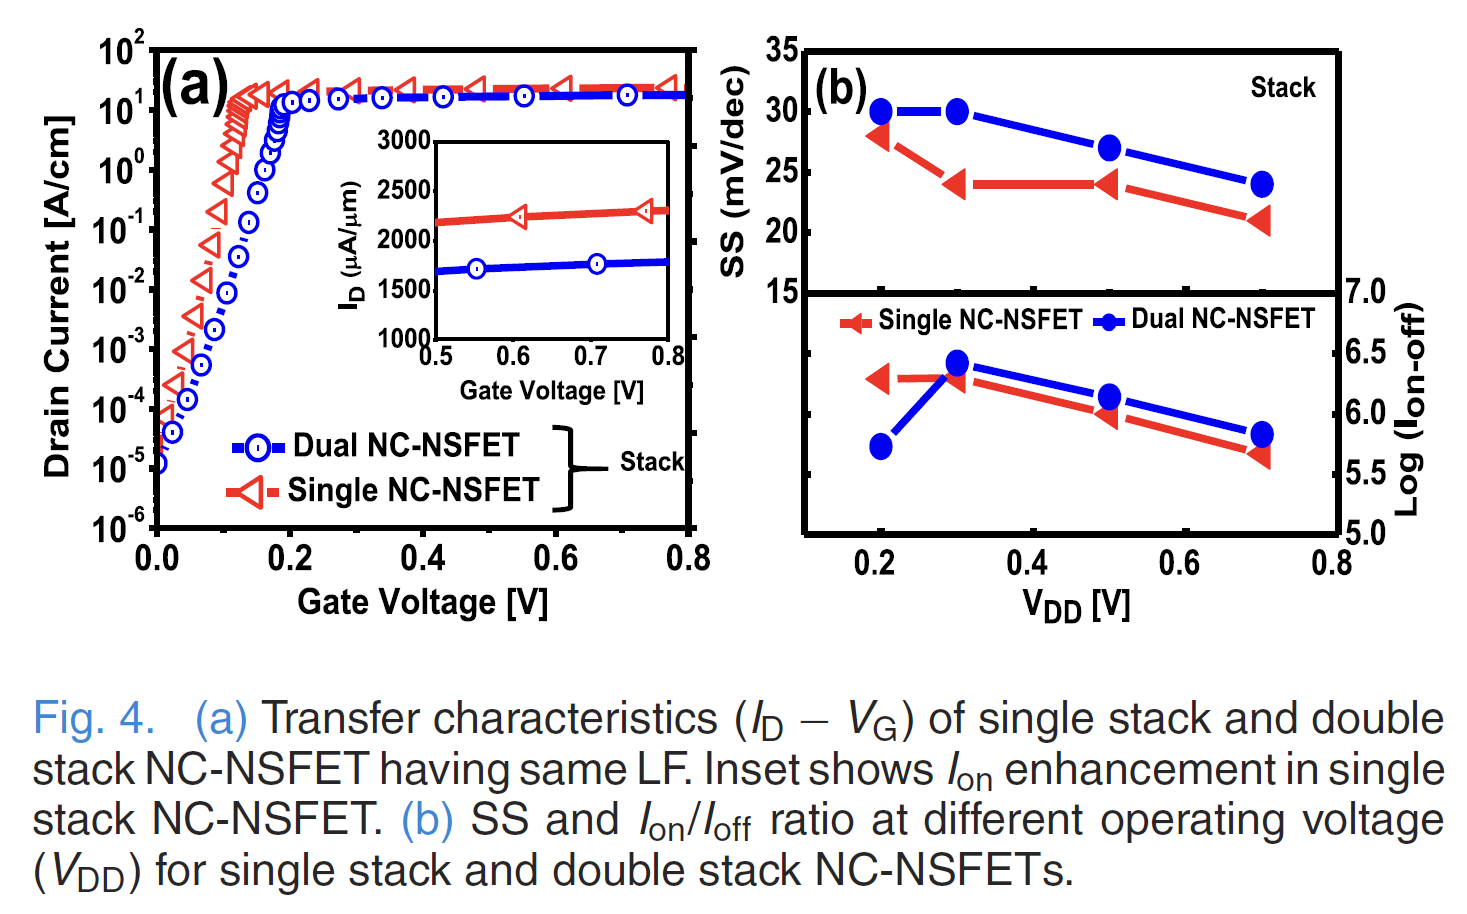 (a)
10^2
10^1
10^0
10^-1
10^-2
10^-3
10^-4
10^-5
10^-6
Drain Current [A/cm]
0.0 0.2 0.4 0.6 0.8
Gate Voltage [V]
3000
2500
2000
1500
1000
I_D (μA/μm)
0.5 0.6 0.7 0.8
Gate Voltage [V]
Dual NC-NSFET
Single NC-NSFET
Stack
(b)
Stack
35
30
25
20
15
SS (mV/dec)
Single NC-NSFET Dual NC-NSFET
7.0
6.5
6.0
5.5
5.0
Log (Ion-off)
0.2 0.4 0.6 0.8
V_DD [V]
Fig. 4. (a) Transfer characteristics (I_D − V_G) of single stack and double
stack NC-NSFET having same LF. Inset shows I_on enhancement in single
stack NC-NSFET. (b) SS and I_on/I_off ratio at different operating voltage
(V_DD) for single stack and double stack NC-NSFETs.